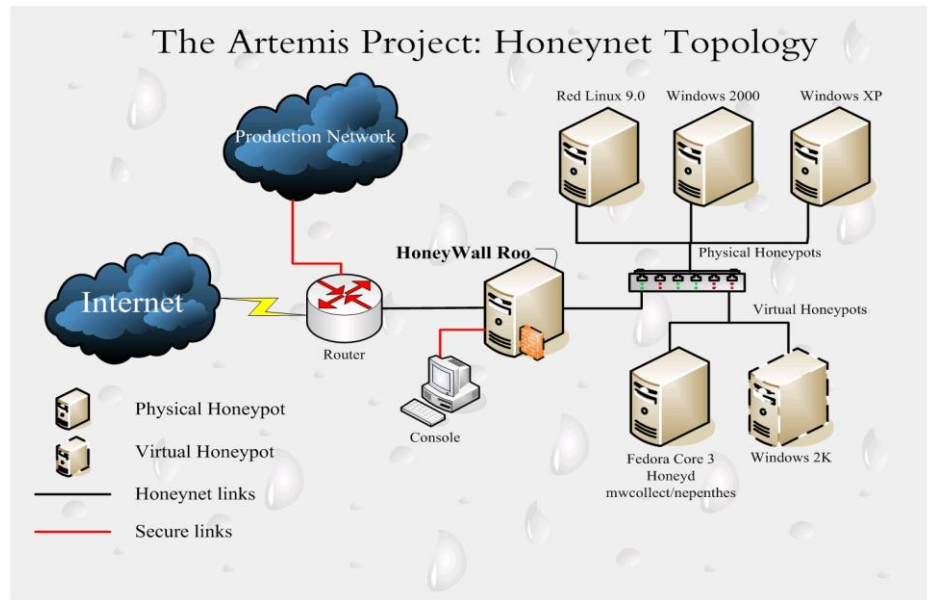 The Artemis Project: Honeynet Topology
Red Linux 9.0
Windows 2000
Windows XP
Production Network
HoneyWall Roo
Physical Honeypots
Internet
Virtual Honeypots
Router
Console
Physical Honeypot
Virtual Honeypot
Fedora Core 3
Honeyd
mwcollect/nepenthes
Windows 2K
Honeynet links
Secure links